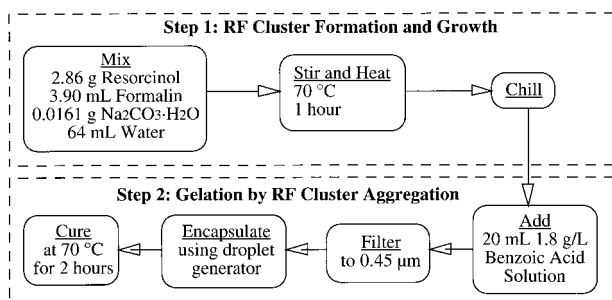 Step 1: RF Cluster Formation and Growth
Mix
2.86 g Resorcinol
3.90 mL Formalin
0.0161 g Na2CO3·H2O
64 mL Water
Stir and Heat
70 °C
1 hour
Chill
Step 2: Gelation by RF Cluster Aggregation
Add
20 mL 1.8 g/L
Benzoic Acid
Solution
Filter
to 0.45 µm
Encapsulate
using droplet
generator
Cure
at 70 °C
for 2 hours